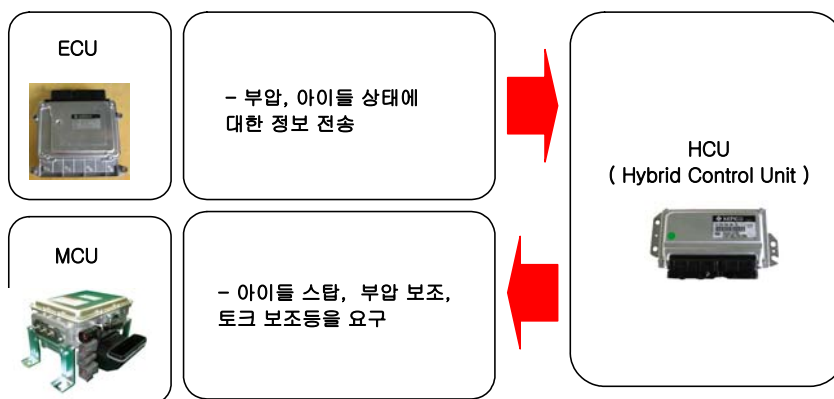 ECU
- 부압, 아이들 상태에
대한 정보 전송
MCU
- 아이들 스탑, 부압 보조,
토크 보조등을 요구
HCU
( Hybrid Control Unit )
KEFICO